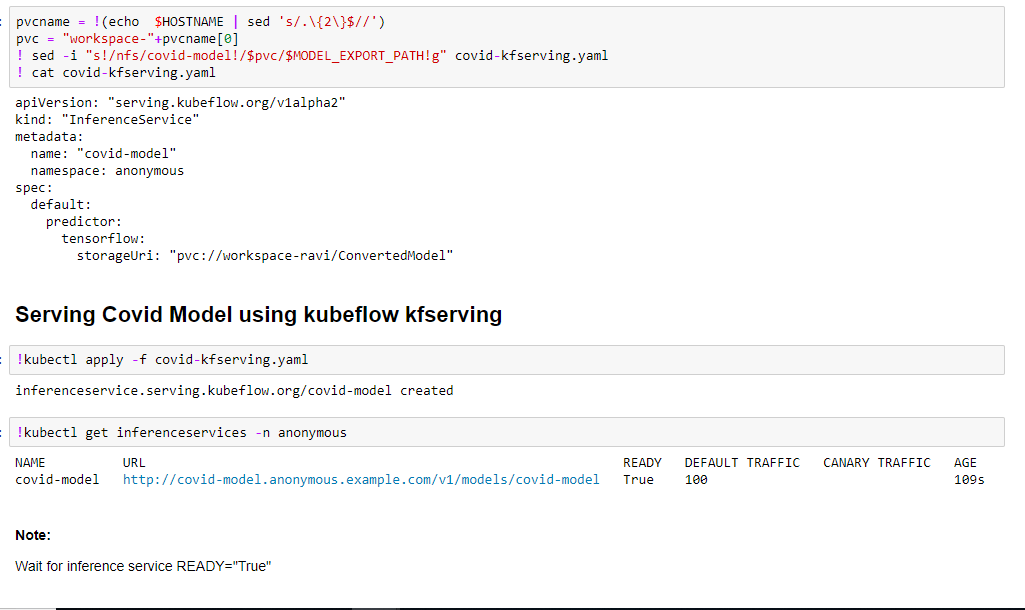 pvcname = !(echo  $HOSTNAME | sed 's/.\{2\}$//')
pvc = "workspace-"+pvcname[0]
! sed -i "s!/nfs/covid-model!/$pvc/$MODEL_EXPORT_PATH!g" covid-kfserving.yaml
! cat covid-kfserving.yaml
apiVersion: "serving.kubeflow.org/v1alpha2"
kind: "InferenceService"
metadata:
  name: "covid-model"
  namespace: anonymous
spec:
  default:
    predictor:
      tensorflow:
        storageUri: "pvc://workspace-ravi/ConvertedModel"
Serving Covid Model using kubeflow kfserving
!kubectl apply -f covid-kfserving.yaml
inferenceservice.serving.kubeflow.org/covid-model created
!kubectl get inferenceservices -n anonymous
NAME URL READY DEFAULT TRAFFIC CANARY TRAFFIC AGE
covid-model http://covid-model.anonymous.example.com/v1/models/covid-model True 100 109s
Note:
Wait for inference service READY="True"